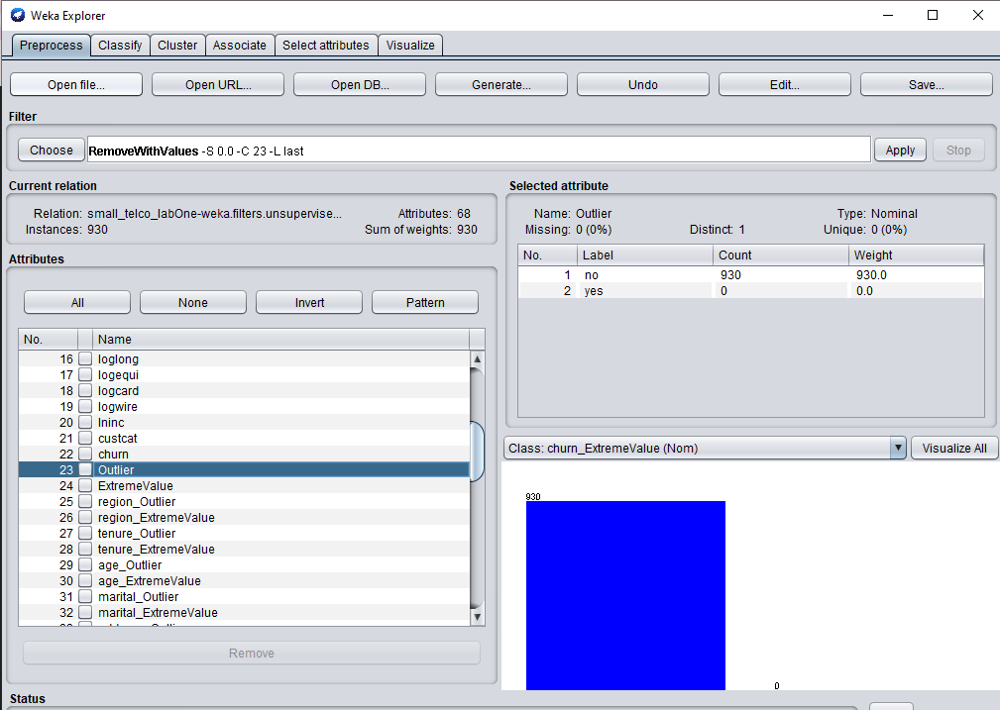 Weka Explorer
Preprocess Classify Cluster Associate Select attributes Visualize
Open file... Open URL... Open DB... Generate... Undo Edit... Save...
Filter
Choose RemoveWithValues -S 0.0 -C 23 -L last Apply Stop
Current relation
Relation: small_telco_labOne-weka.filters.unsupervise... Attributes: 68
Instances: 930 Sum of weights: 930
Attributes
All None Invert Pattern
No. Name
16 loglong
17 logequi
18 logcard
19 logwire
20 lninc
21 custcat
22 churn
23 Outlier
24 ExtremeValue
25 region_Outlier
26 region_ExtremeValue
27 tenure_Outlier
28 tenure_ExtremeValue
29 age_Outlier
30 age_ExtremeValue
31 marital_Outlier
32 marital_ExtremeValue
Remove
Status
Selected attribute
Name: Outlier Type: Nominal
Missing: 0 (0%) Distinct: 1 Unique: 0 (0%)
No. Label Count Weight
1 no 930 930.0
2 yes 0 0.0
Class: churn_ExtremeValue (Nom) Visualize All
930
0